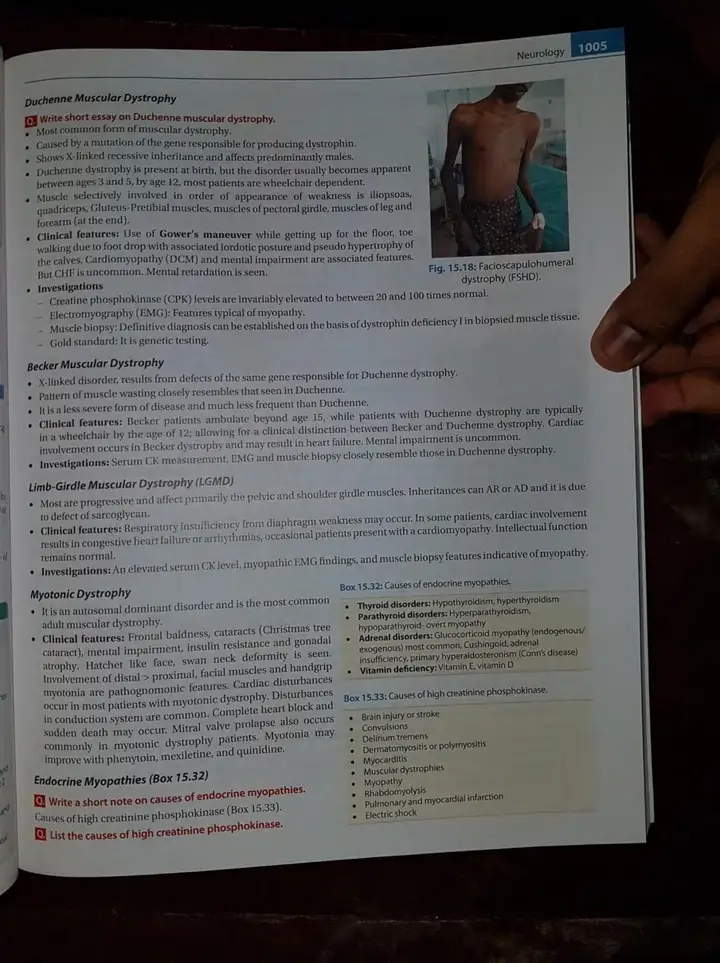 Neurology 1005
Duchenne Muscular Dystrophy
Q. Write short essay on Duchenne muscular dystrophy.
• Most common form of muscular dystrophy.
• Caused by a mutation of the gene responsible for producing dystrophin.
• Shows X-linked recessive inheritance and affects predominantly males.
• Duchenne dystrophy is present at birth, but the disorder usually becomes apparent
between ages 3 and 5, by age 12, most patients are wheelchair dependent.
• Muscle selectively involved in order of appearance of weakness is iliopsoas,
quadriceps, Gluteus-Pretibial muscles, muscles of pectoral girdle, muscles of leg and
forearm (at the end).
• Clinical features: Use of Gower's maneuver while getting up for the floor, toe
walking due to foot drop with associated lordotic posture and pseudo hypertrophy of
the calves. Cardiomyopathy (DCM) and mental impairment are associated features.
But CHF is uncommon. Mental retardation is seen.
Fig. 15.18: Facioscapulohumeral
dystrophy (FSHD).
• Investigations
– Creatine phosphokinase (CPK) levels are invariably elevated to between 20 and 100 times normal.
– Electromyography (EMG): Features typical of myopathy.
– Muscle biopsy: Definitive diagnosis can be established on the basis of dystrophin deficiency I in biopsied muscle tissue.
– Gold standard: It is genetic testing.
Becker Muscular Dystrophy
• X-linked disorder, results from defects of the same gene responsible for Duchenne dystrophy.
• Pattern of muscle wasting closely resembles that seen in Duchenne.
• It is a less severe form of disease and much less frequent than Duchenne.
• Clinical features: Becker patients ambulate beyond age 15, while patients with Duchenne dystrophy are typically
in a wheelchair by the age of 12; allowing for a clinical distinction between Becker and Duchenne dystrophy. Cardiac
involvement occurs in Becker dystrophy and may result in heart failure. Mental impairment is uncommon.
• Investigations: Serum CK measurement, EMG and muscle biopsy closely resemble those in Duchenne dystrophy.
Limb-Girdle Muscular Dystrophy (LGMD)
• Most are progressive and affect primarily the pelvic and shoulder girdle muscles. Inheritances can AR or AD and it is due
to defect of sarcoglycan.
• Clinical features: Respiratory insufficiency from diaphragm weakness may occur. In some patients, cardiac involvement
results in congestive heart failure or arrhythmias, occasional patients present with a cardiomyopathy. Intellectual function
remains normal.
• Investigations: An elevated serum CK level, myopathic EMG findings, and muscle biopsy features indicative of myopathy.
Myotonic Dystrophy
• It is an autosomal dominant disorder and is the most common
adult muscular dystrophy.
• Clinical features: Frontal baldness, cataracts (Christmas tree
cataract), mental impairment, insulin resistance and gonadal
atrophy. Hatchet like face, swan neck deformity is seen.
Involvement of distal > proximal, facial muscles and handgrip
myotonia are pathognomonic features. Cardiac disturbances
occur in most patients with myotonic dystrophy. Disturbances
in conduction system are common. Complete heart block and
sudden death may occur. Mitral valve prolapse also occurs
commonly in myotonic dystrophy patients. Myotonia may
improve with phenytoin, mexiletine, and quinidine.
Endocrine Myopathies (Box 15.32)
Q. Write a short note on causes of endocrine myopathies.
Causes of high creatinine phosphokinase (Box 15.33).
Q. List the causes of high creatinine phosphokinase.
Box 15.32: Causes of endocrine myopathies.
• Thyroid disorders: Hypothyroidism, hyperthyroidism
• Parathyroid disorders: Hyperparathyroidism,
hypoparathyroid- overt myopathy
• Adrenal disorders: Glucocorticoid myopathy (endogenous/
exogenous) most common, Cushingoid, adrenal
insufficiency, primary hyperaldosteronism (Conn's disease)
• Vitamin deficiency: Vitamin E, vitamin D
Box 15.33: Causes of high creatinine phosphokinase.
• Brain injury or stroke
• Convulsions
• Delirium tremens
• Dermatomyositis or polymyositis
• Myocarditis
• Muscular dystrophies
• Myopathy
• Rhabdomyolysis
• Pulmonary and myocardial infarction
• Electric shock